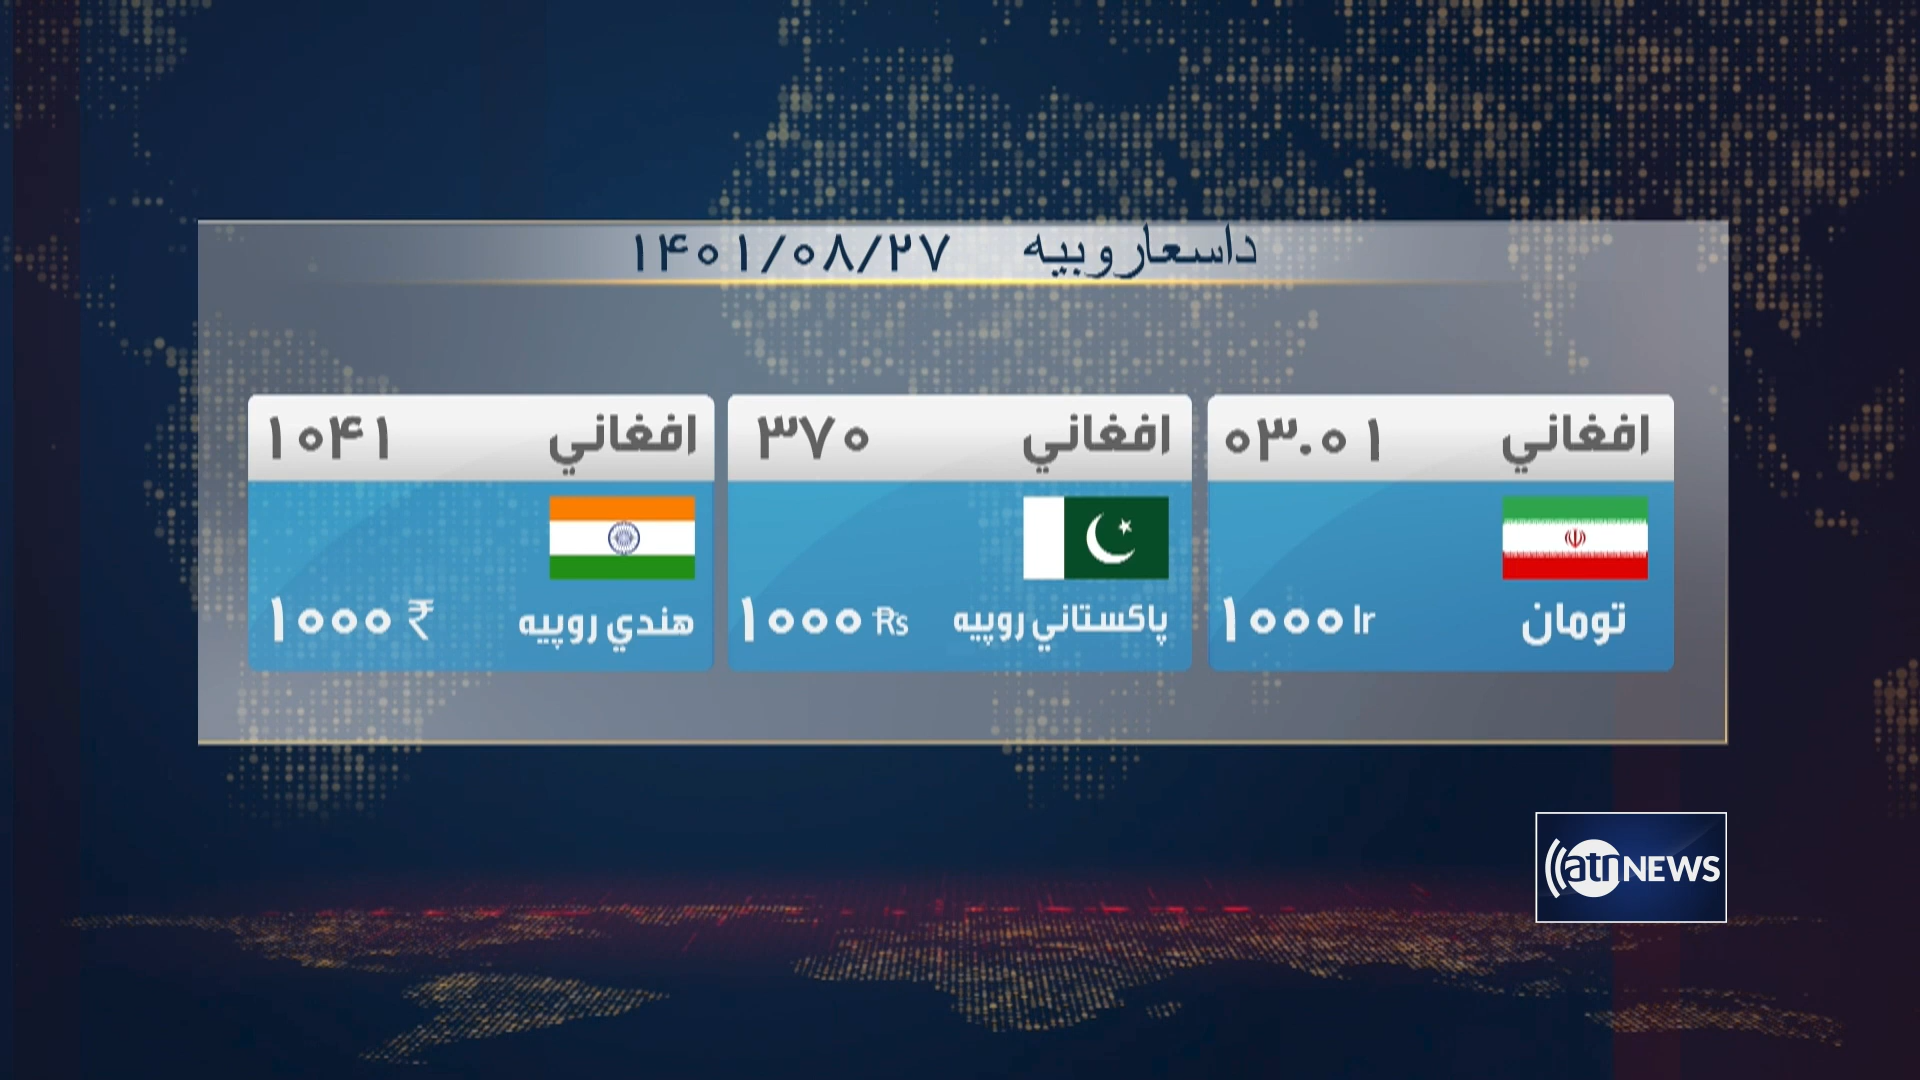 داسعاروبیه ۱۴۰۱/۰۸/۲۷
افغاني ۰۳.۰۱
تومان ۱۰۰۰ Ir
افغاني ۳۷۰
پاکستاني روپیه ۱۰۰۰ ₨
افغاني ۱۰۴۱
هندي روپیه ۱۰۰۰ ₹
atn NEWS